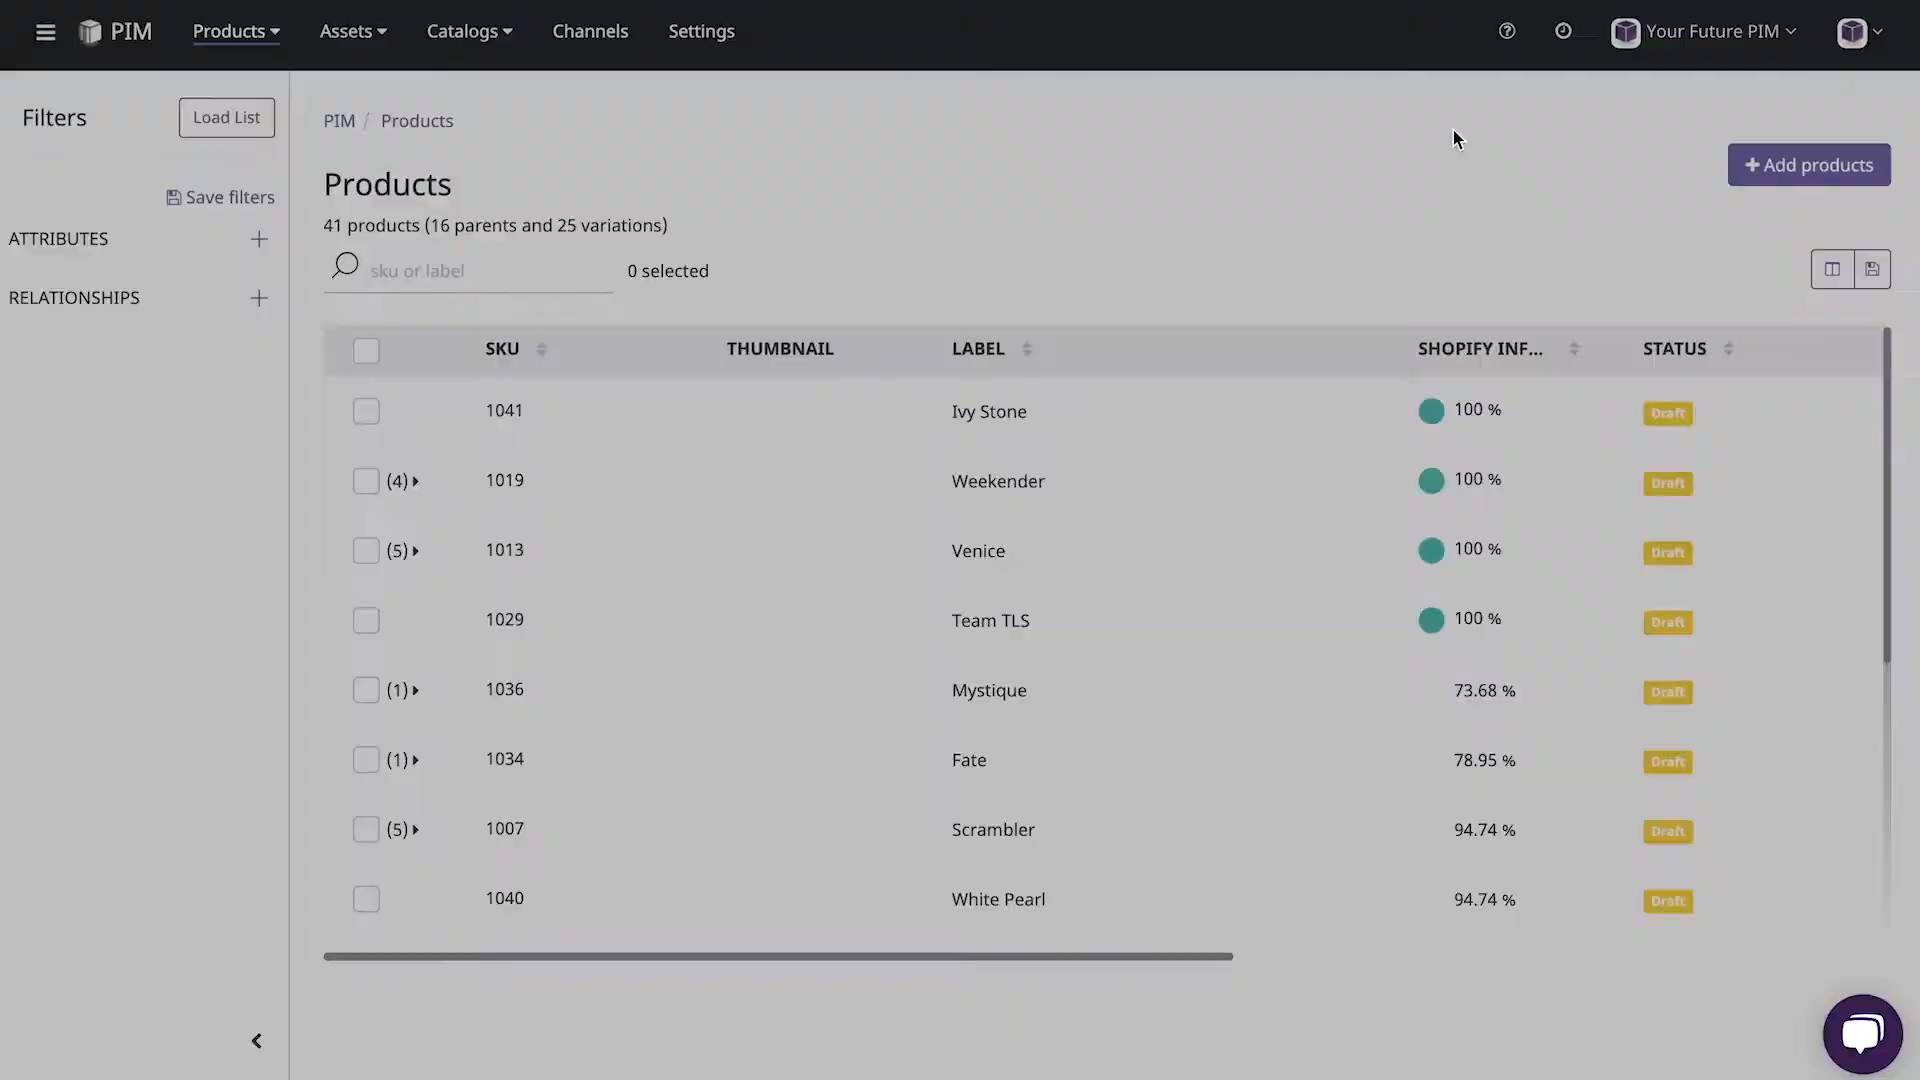 PIM Products Assets Catalogs Channels Settings Your Future PIM
Filters Load List
Save filters
ATTRIBUTES
RELATIONSHIPS
PIM / Products
Products
+ Add products
41 products (16 parents and 25 variations)
sku or label 0 selected
SKU THUMBNAIL LABEL SHOPIFY INF... STATUS
1041 Ivy Stone 100 % Draft
(4) 1019 Weekender 100 % Draft
(5) 1013 Venice 100 % Draft
1029 Team TLS 100 % Draft
(1) 1036 Mystique 73.68 % Draft
(1) 1034 Fate 78.95 % Draft
(5) 1007 Scrambler 94.74 % Draft
1040 White Pearl 94.74 % Draft